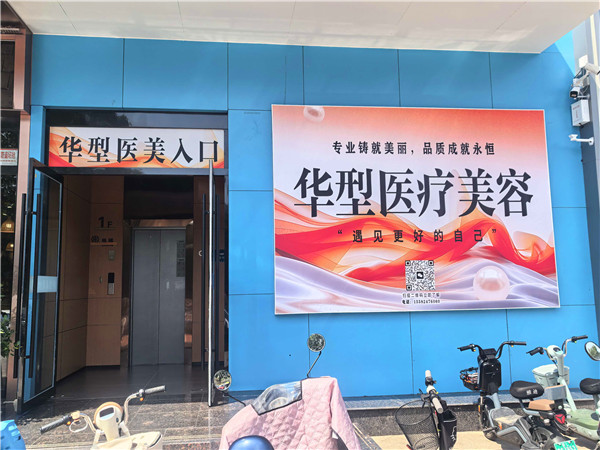 华型医美入口
1F
专业铸就美丽，品质成就永恒
华型医疗美容
“遇见更好的自己”